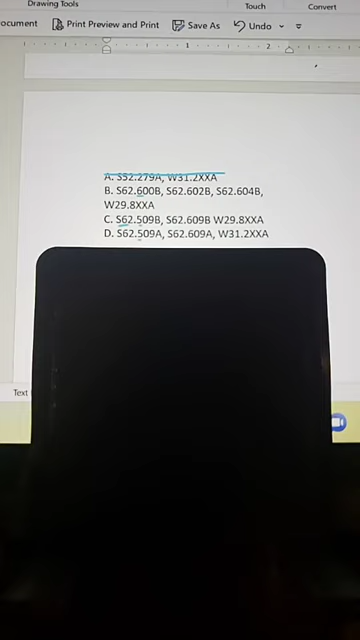 Drawing Tools Touch Convert
ocument Print Preview and Print Save As Undo
1 2
A. S52.279A, W31.2XXA
B. S62.600B, S62.602B, S62.604B,
W29.8XXA
C. S62.509B, S62.609B W29.8XXA
D. S62.509A, S62.609A, W31.2XXA
Text